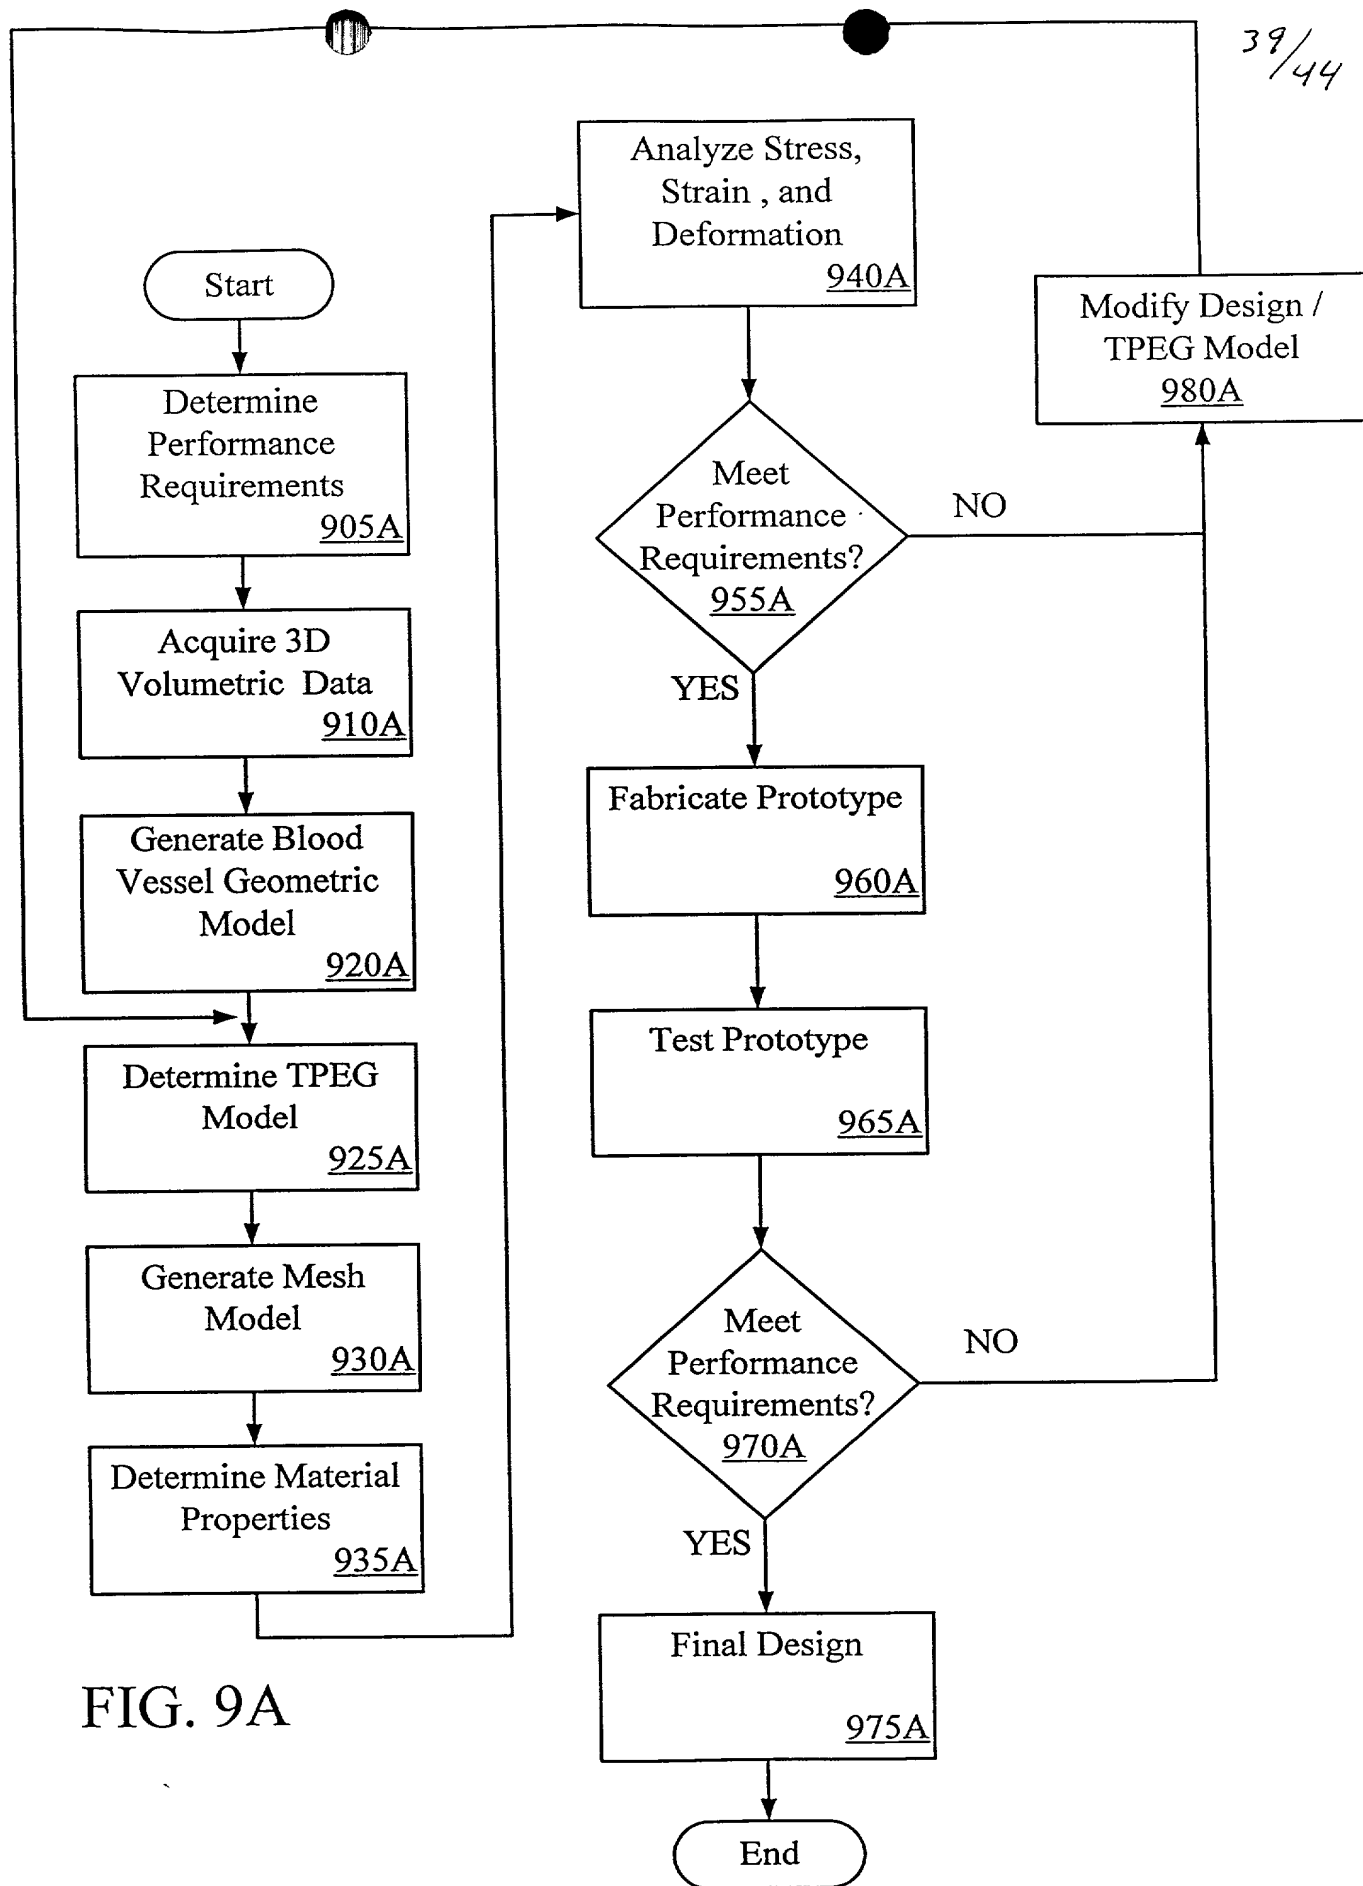 39/44
Start
Determine
Performance
Requirements
905A
Acquire 3D
Volumetric Data
910A
Generate Blood
Vessel Geometric
Model
920A
Determine TPEG
Model
925A
Generate Mesh
Model
930A
Determine Material
Properties
935A
Analyze Stress,
Strain , and
Deformation
940A
Meet
Performance
Requirements?
955A
NO
YES
Fabricate Prototype
960A
Test Prototype
965A
Meet
Performance
Requirements?
970A
NO
YES
Final Design
975A
End
Modify Design /
TPEG Model
980A
FIG. 9A